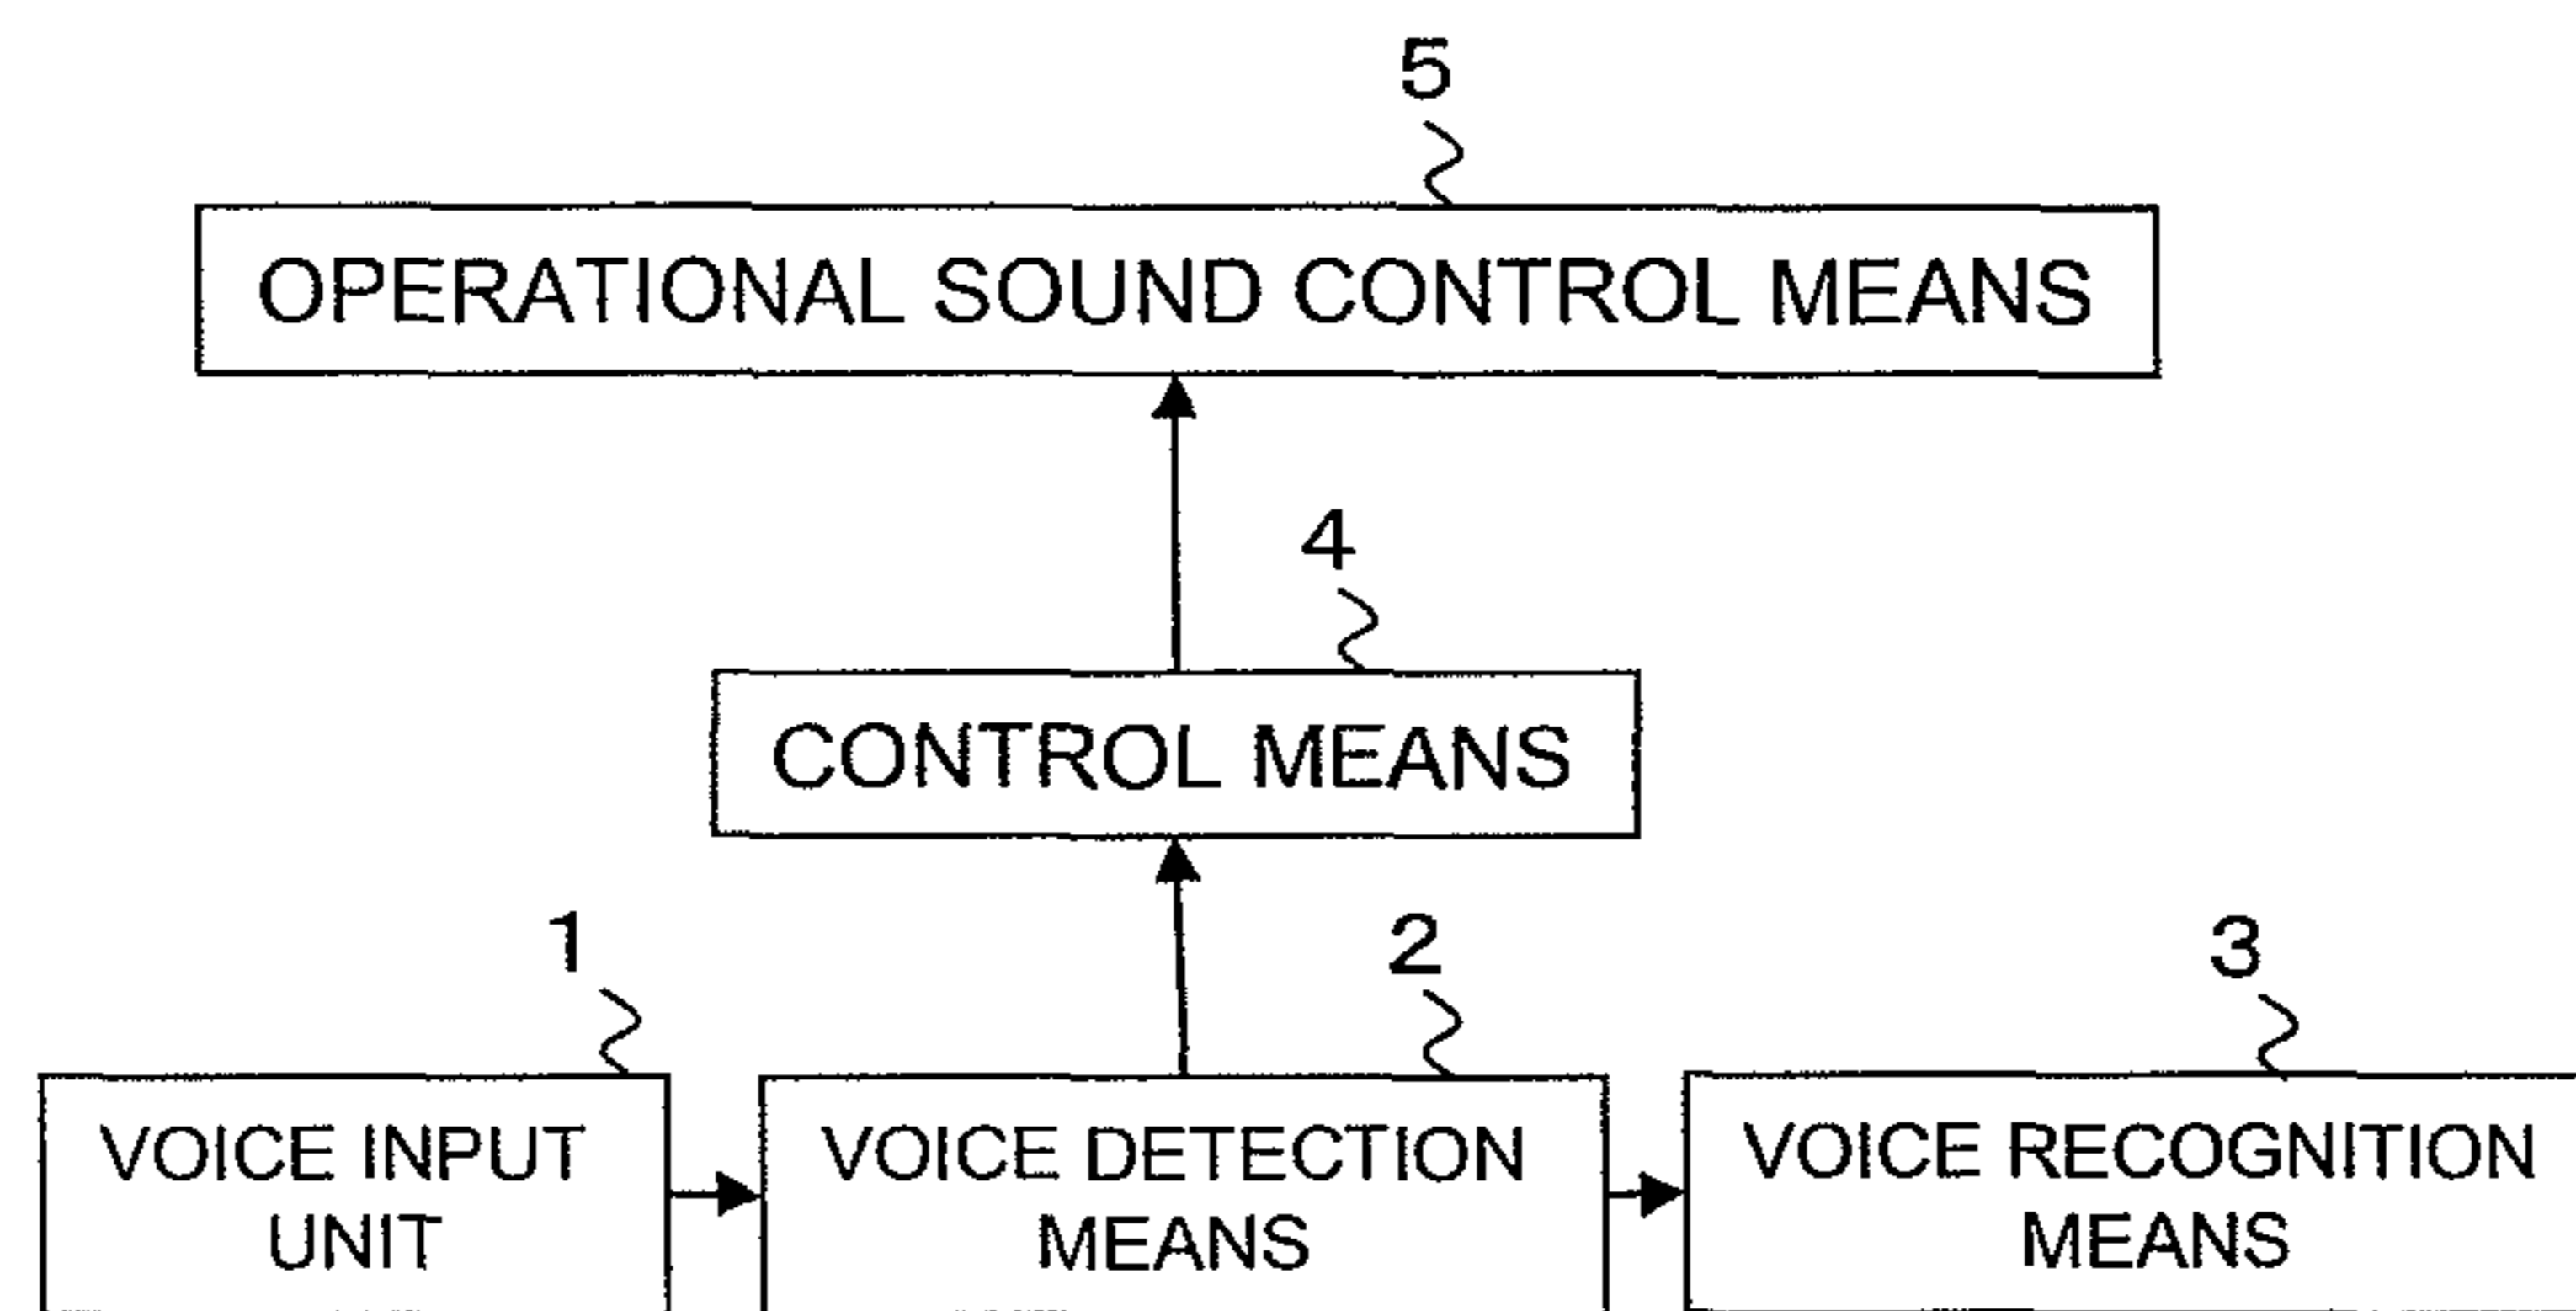 5
OPERATIONAL SOUND CONTROL MEANS
4
CONTROL MEANS
1
2
3
VOICE INPUT
UNIT
VOICE DETECTION
MEANS
VOICE RECOGNITION
MEANS